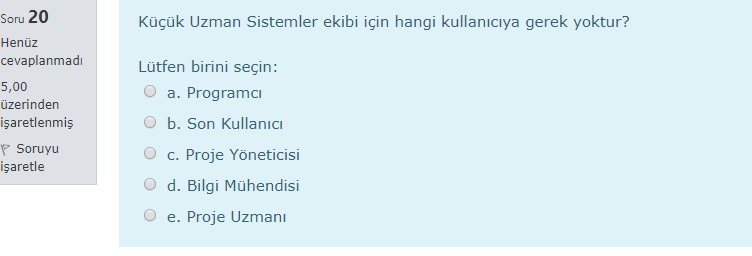 Soru 20
Henüz
cevaplanmadı
5,00
üzerinden
işaretlenmiş
Soruyu
işaretle
Küçük Uzman Sistemler ekibi için hangi kullanıcıya gerek yoktur?
Lütfen birini seçin:
a. Programcı
b. Son Kullanıcı
c. Proje Yöneticisi
d. Bilgi Mühendisi
e. Proje Uzmanı